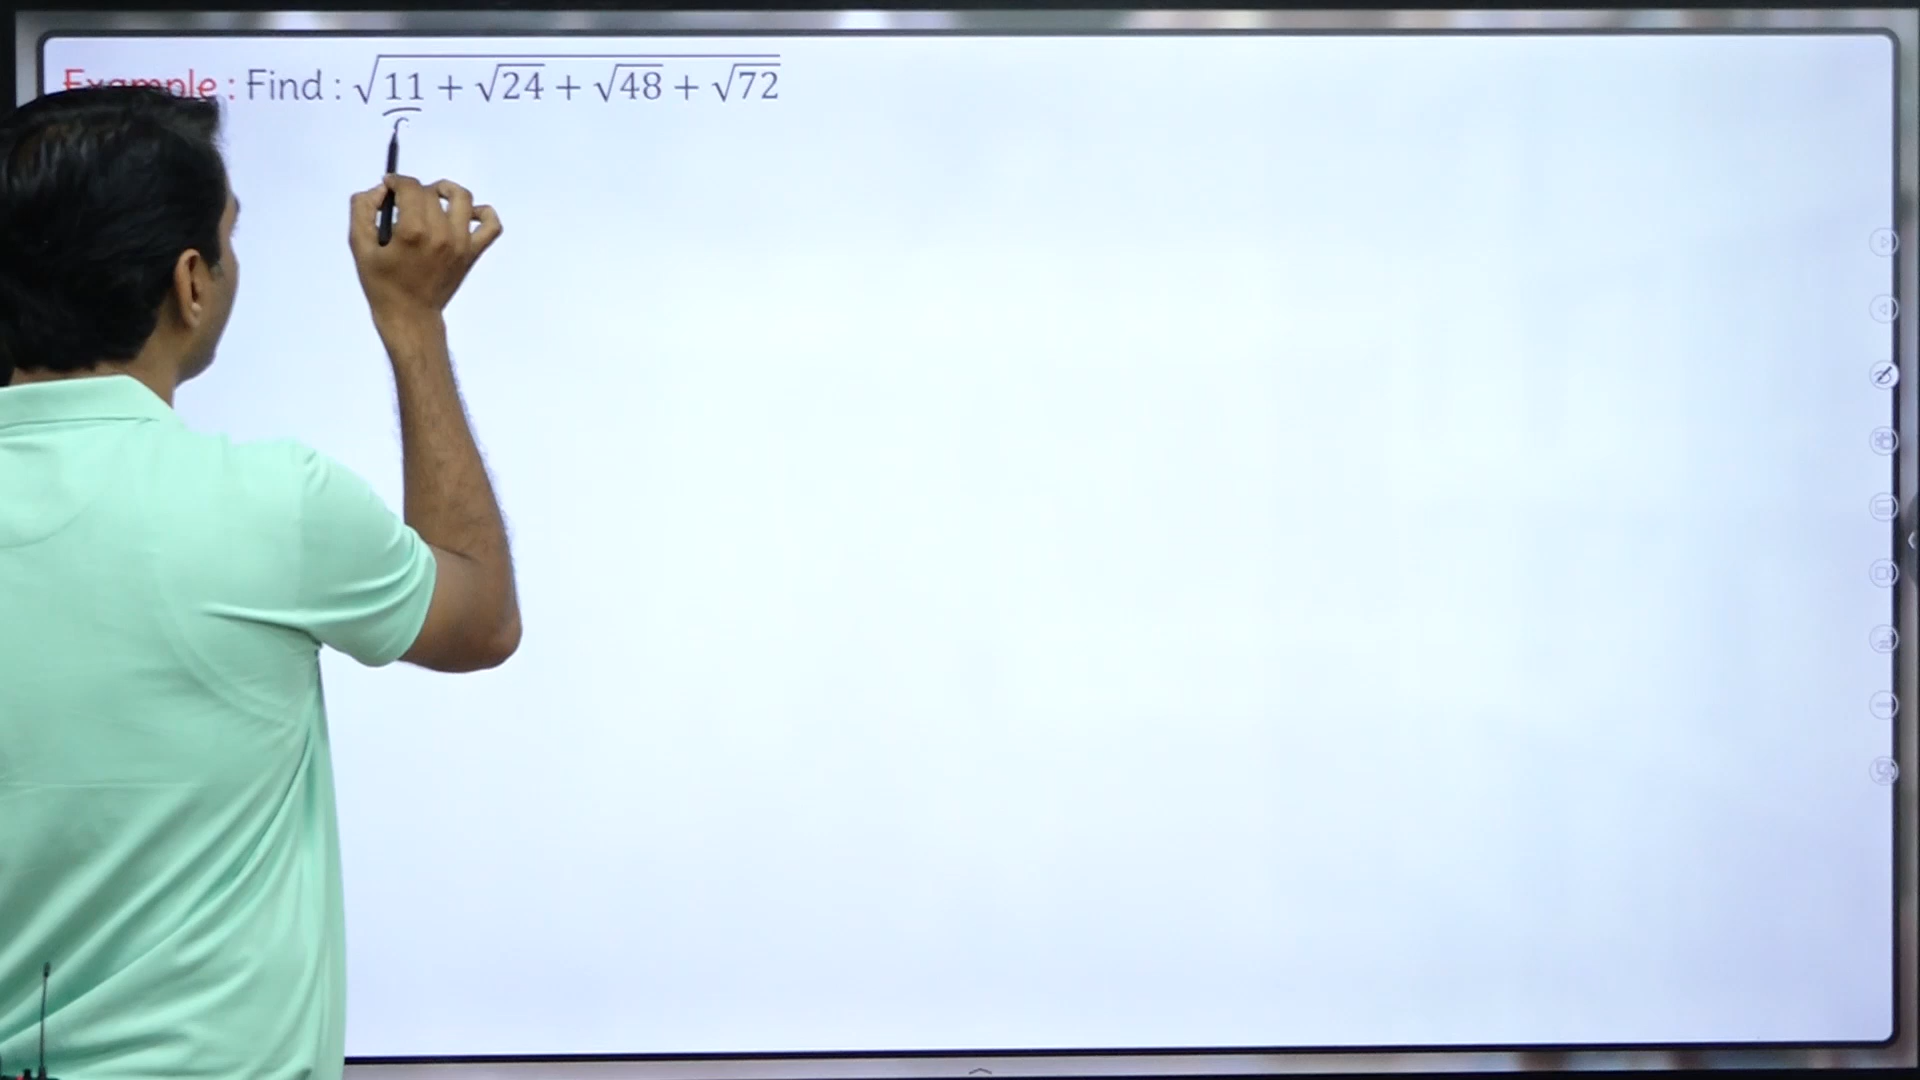 Example : Find : √(11 + √24 + √48 + √72)